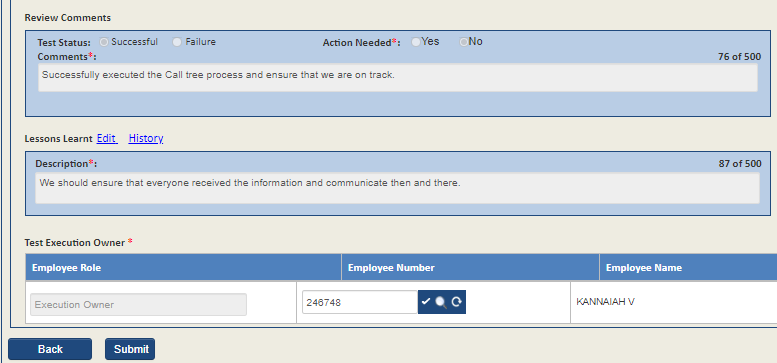 Review Comments
Test Status: Successful Failure Action Needed*: Yes No
Comments*: 76 of 500
Successfully executed the Call tree process and ensure that we are on track.
Lessons Learnt Edit History
Description*: 87 of 500
We should ensure that everyone received the information and communicate then and there.
Test Execution Owner *
Employee Role Employee Number Employee Name
Execution Owner 246748 KANNAIAH V
Back Submit